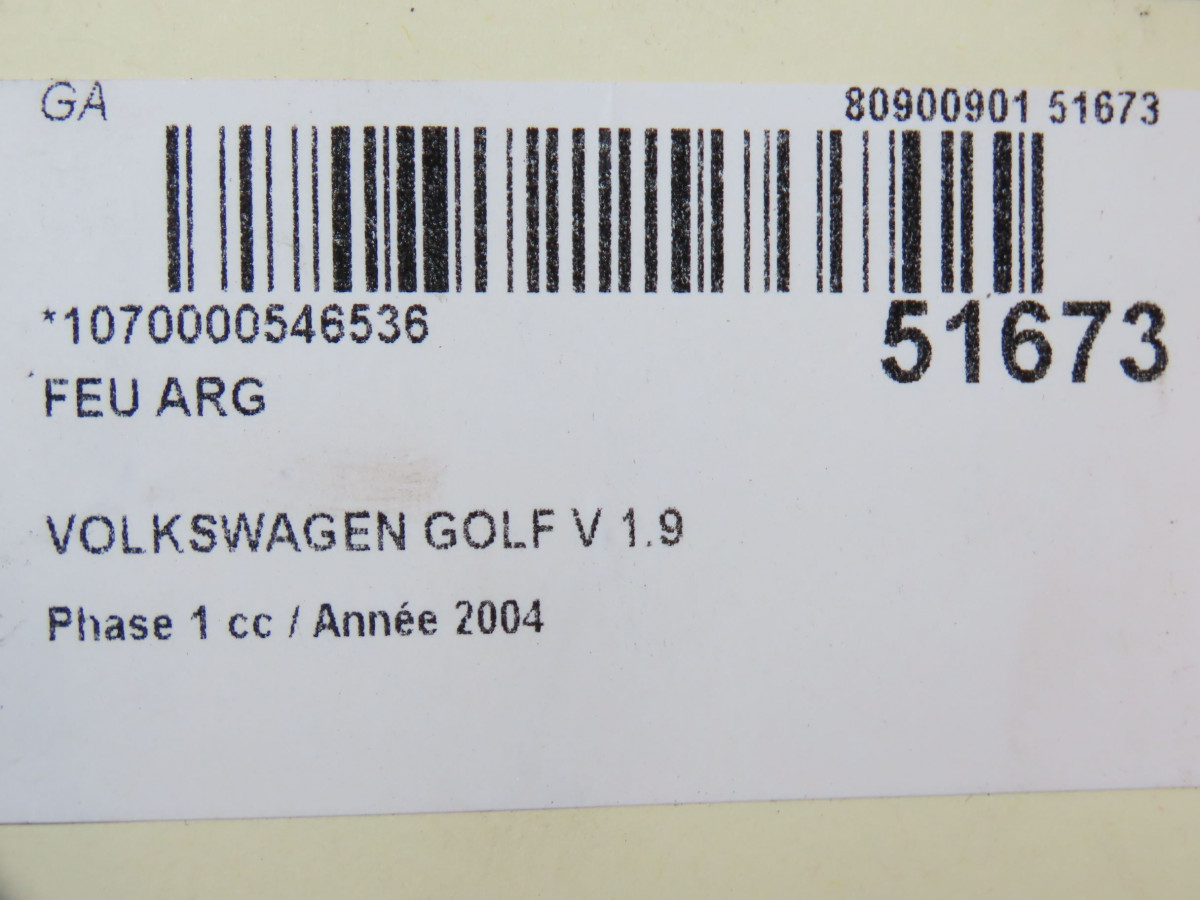 GA
80900901 51673
*1070000546536
51673
FEU ARG
VOLKSWAGEN GOLF V 1.9
Phase 1 cc / Année 2004